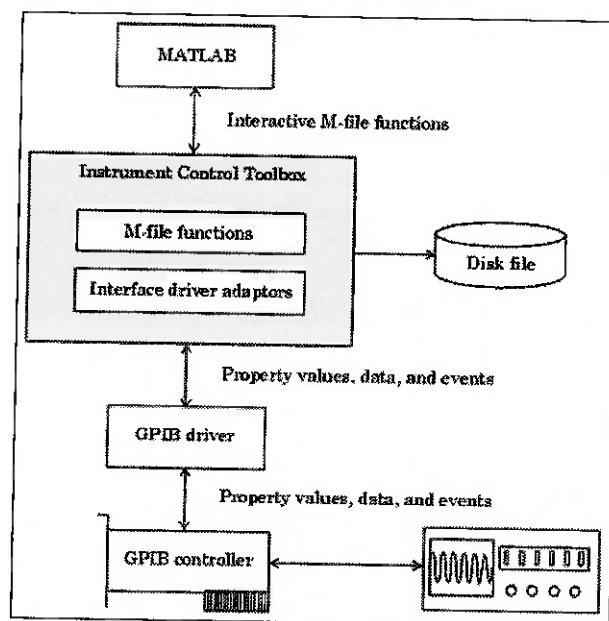 MATLAB
Interactive M-file functions
Instrument Control Toolbox
M-file functions
Interface driver adaptors
Disk file
Property values, data, and events
GPIB driver
Property values, data, and events
GPIB controller